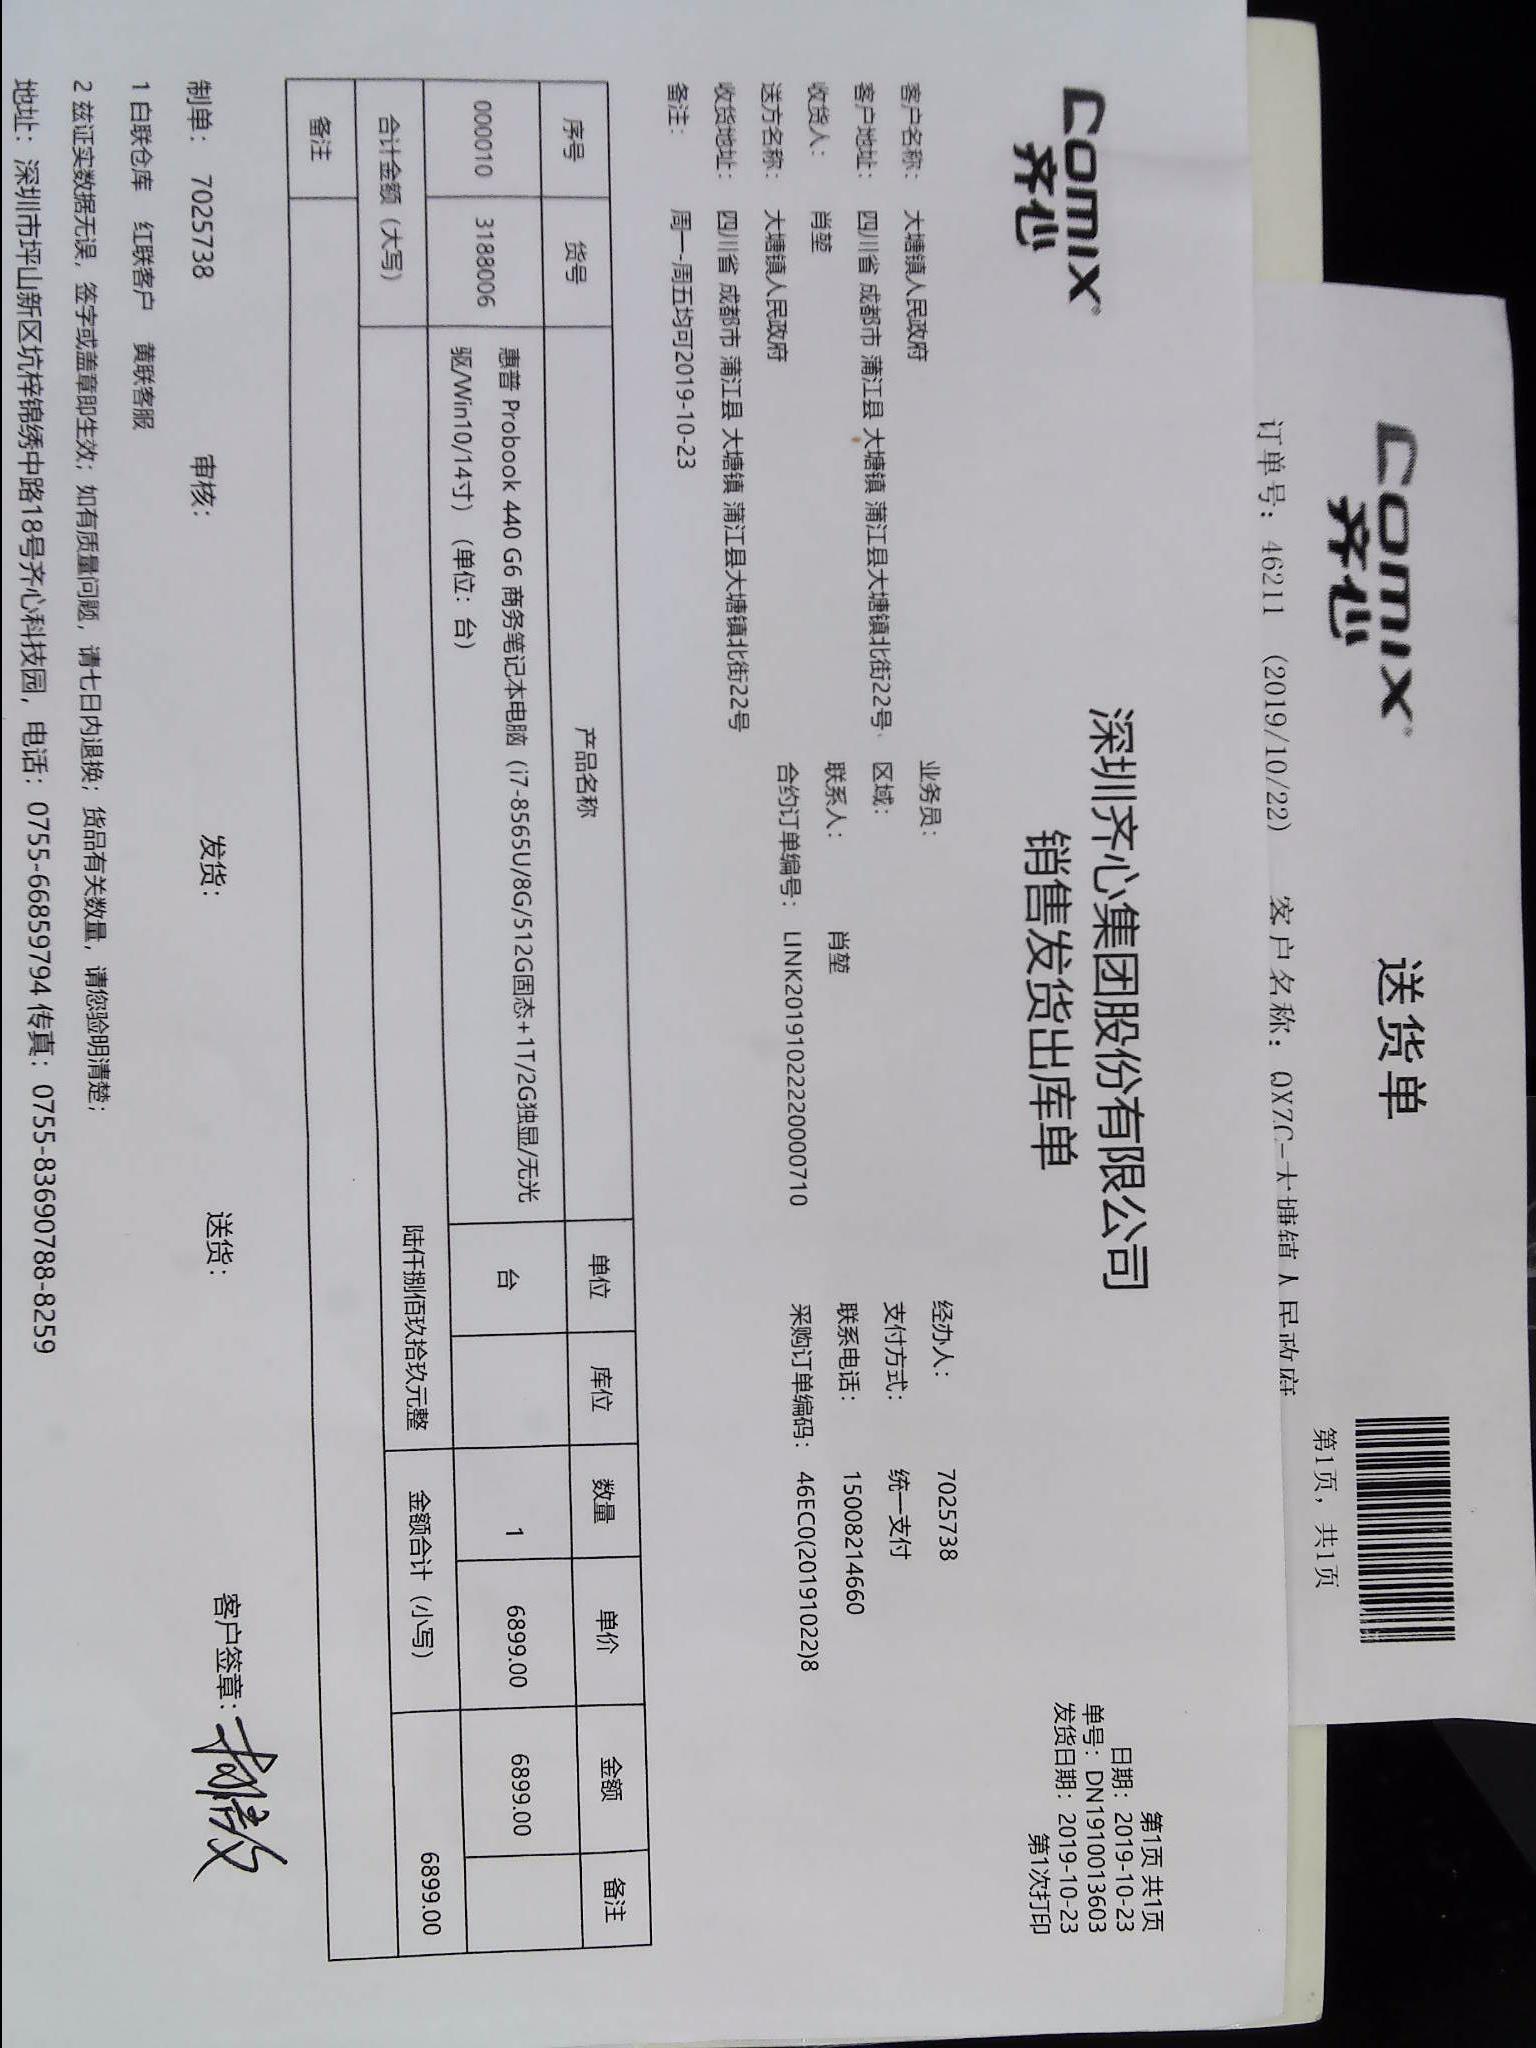 COMIX
齐心
送货单
第1页，共1页
订单号：46211 (2019/10/22) 客户名称：QXZC-大塘镇人民政府
COMIX
齐心
深圳齐心集团股份有限公司
销售发货出库单
第1页 共1页
日期：2019-10-23
单号：DN1910013603
发货日期：2019-10-23
第1次打印
客户名称： 大塘镇人民政府 业务员： 经办人： 7025738
客户地址： 四川省 成都市 蒲江县 大塘镇 蒲江县大塘镇北街22号 区域： 支付方式： 统一支付
收货人： 肖堃 联系人： 肖堃 联系电话： 15008214660
送方名称： 大塘镇人民政府 合约订单编号： LINK201910222000710 采购订单编码： 46EC0(20191022)8
收货地址： 四川省 成都市 蒲江县 大塘镇 蒲江县大塘镇北街22号
备注： 周一-周五均可2019-10-23
序号 货号 产品名称 单位 库位 数量 单价 金额 备注
000010 3188006 惠普 Probook 440 G6 商务笔记本电脑（i7-8565U/8G/512G固态+1T/2G独显/无光 台 1 6899.00 6899.00
驱/Win10/14寸）（单位：台）
合计金额（大写） 陆仟捌佰玖拾玖元整 金额合计（小写） 6899.00
备注
制单： 7025738 审核： 发货： 送货： 客户签章：
1 白联仓库 红联客户 黄联客服
2 兹证实数据无误，签字或盖章即生效；如有质量问题，请七日内退换；货品有关数量，请您验明清楚；
地址：深圳市坪山新区坑梓锦绣中路18号齐心科技园，电话：0755-66859794 传真：0755-83690788-8259